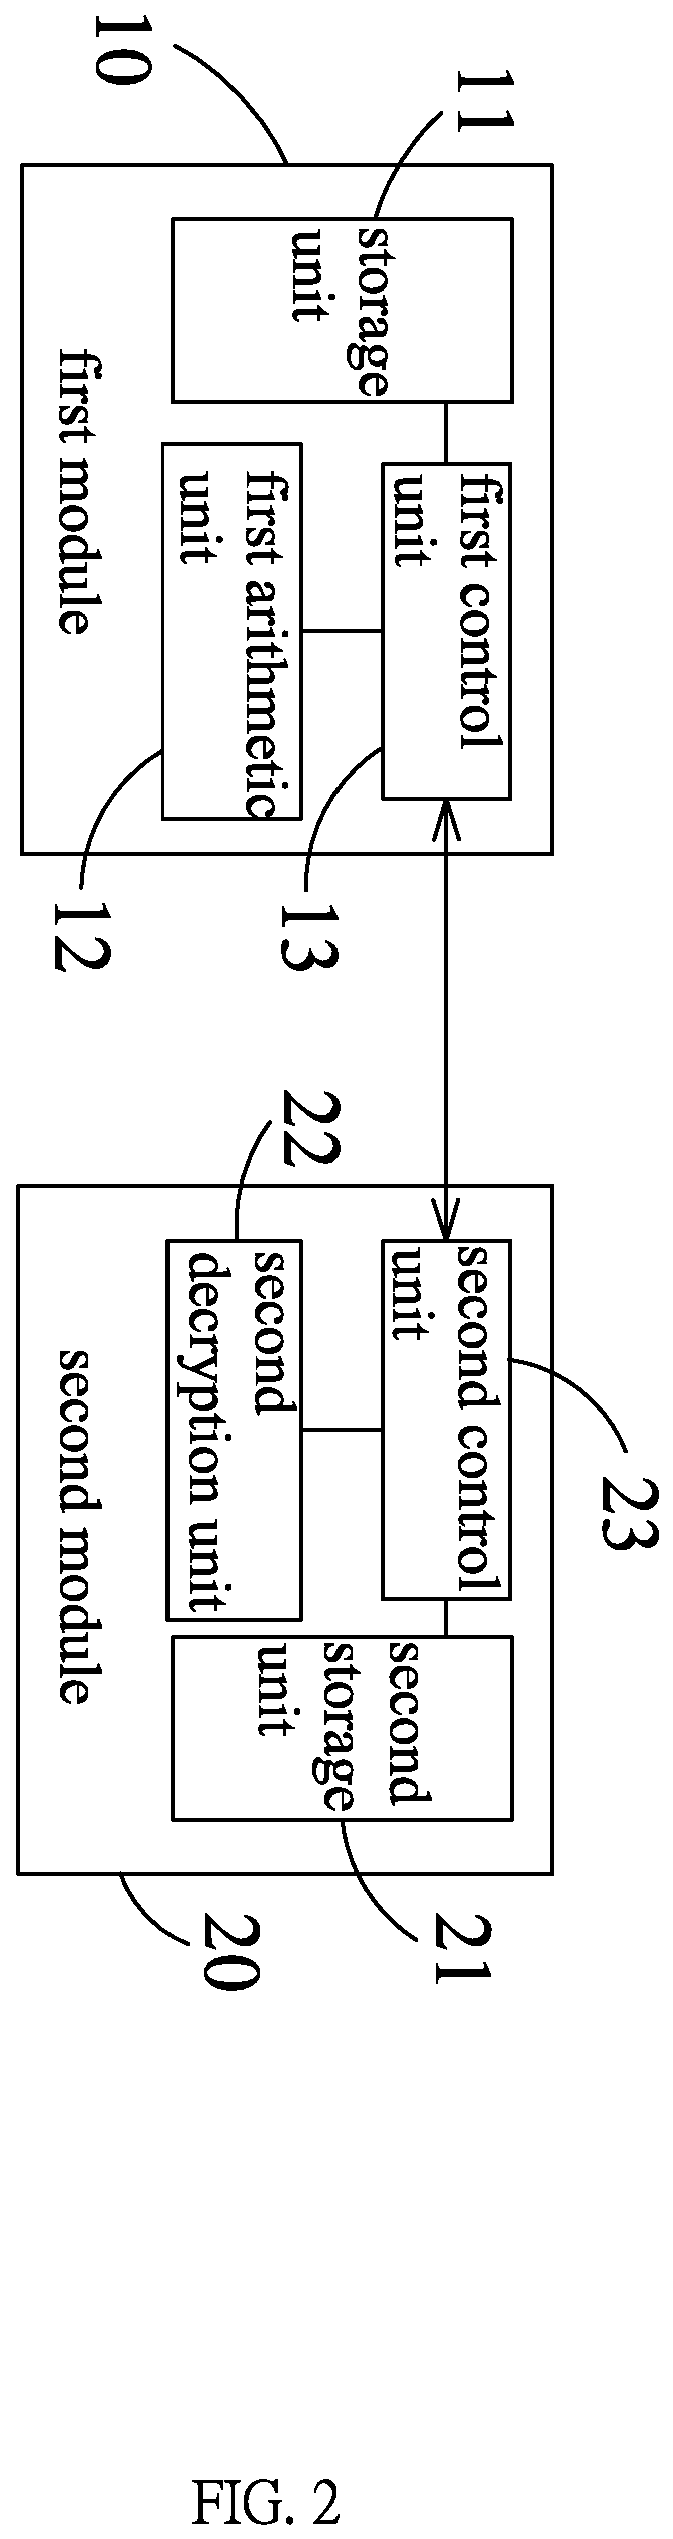 10
11
storage
unit
first control
unit
first arithmetic
unit
first module
13
12
22
23
second control
unit
second
decryption unit
second
storage
unit
second module
21
20
FIG. 2